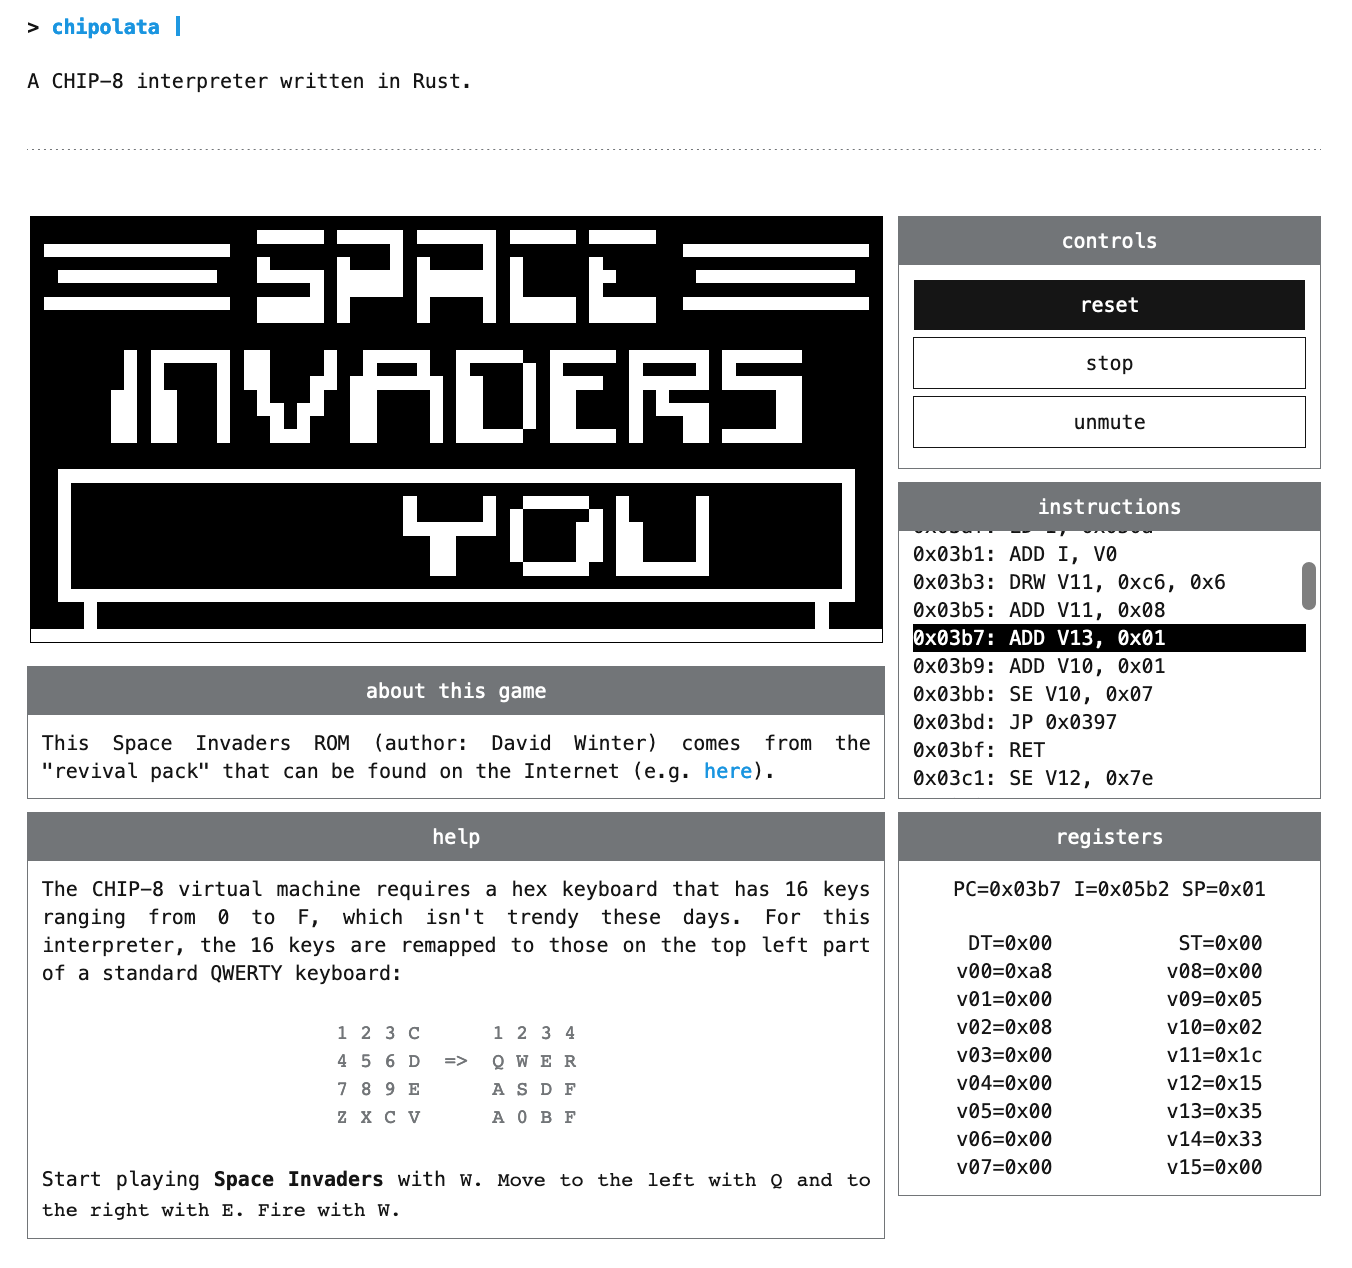 > chipolata
A CHIP-8 interpreter written in Rust.
SPACE
INVADERS
YOU
about this game
This Space Invaders ROM (author: David Winter) comes from the
"revival pack" that can be found on the Internet (e.g. here).
help
The CHIP-8 virtual machine requires a hex keyboard that has 16 keys
ranging from 0 to F, which isn't trendy these days. For this
interpreter, the 16 keys are remapped to those on the top left part
of a standard QWERTY keyboard:
1 2 3 C 1 2 3 4
4 5 6 D => Q W E R
7 8 9 E A S D F
Z X C V A 0 B F
Start playing Space Invaders with W. Move to the left with Q and to
the right with E. Fire with W.
controls
reset
stop
unmute
instructions
0x03b1: ADD I, V0
0x03b3: DRW V11, 0xc6, 0x6
0x03b5: ADD V11, 0x08
0x03b7: ADD V13, 0x01
0x03b9: ADD V10, 0x01
0x03bb: SE V10, 0x07
0x03bd: JP 0x0397
0x03bf: RET
0x03c1: SE V12, 0x7e
registers
PC=0x03b7 I=0x05b2 SP=0x01
DT=0x00 ST=0x00
v00=0xa8 v08=0x00
v01=0x00 v09=0x05
v02=0x08 v10=0x02
v03=0x00 v11=0x1c
v04=0x00 v12=0x15
v05=0x00 v13=0x35
v06=0x00 v14=0x33
v07=0x00 v15=0x00